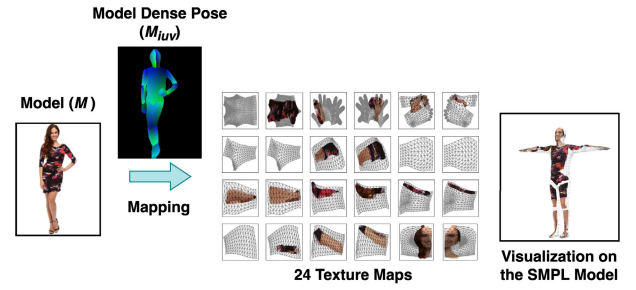 Model Dense Pose
(M_iuv)
Model (M)
Mapping
24 Texture Maps
Visualization on
the SMPL Model